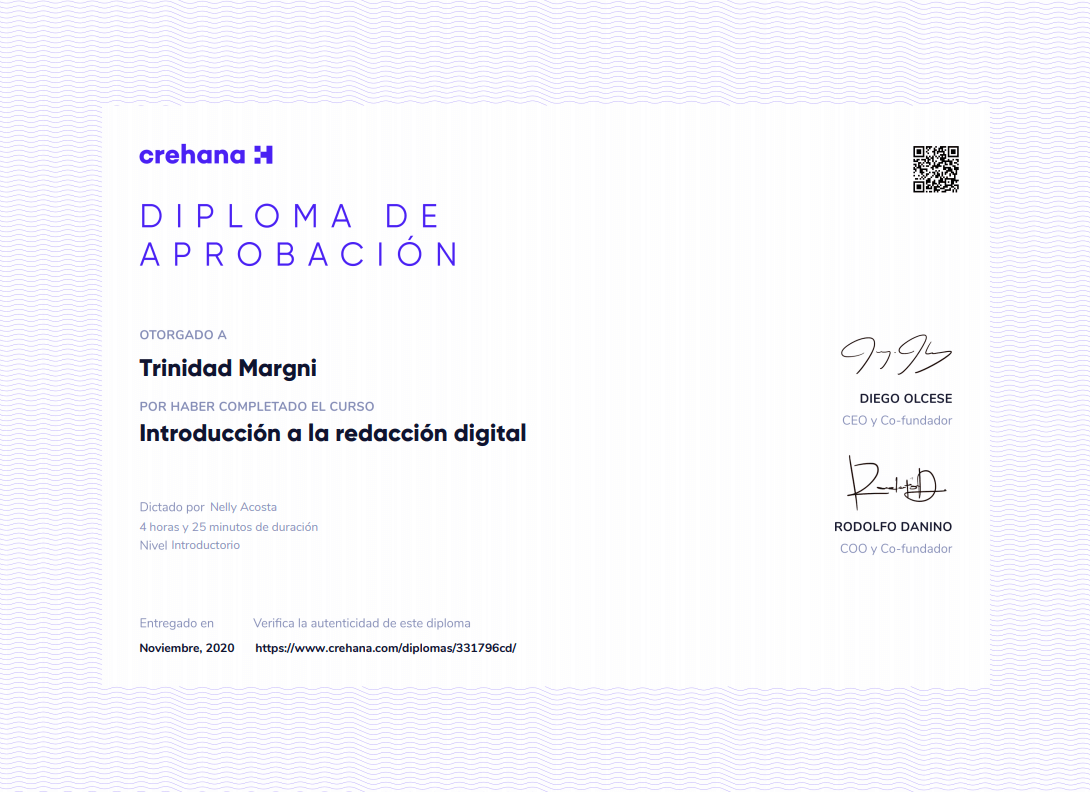 crehana
DIPLOMA DE
APROBACIÓN
OTORGADO A
Trinidad Margni
POR HABER COMPLETADO EL CURSO
Introducción a la redacción digital
Dictado por Nelly Acosta
4 horas y 25 minutos de duración
Nivel Introductorio
Entregado en
Noviembre, 2020
Verifica la autenticidad de este diploma
https://www.crehana.com/diplomas/331796cd/
DIEGO OLCESE
CEO y Co-fundador
RODOLFO DANINO
COO y Co-fundador